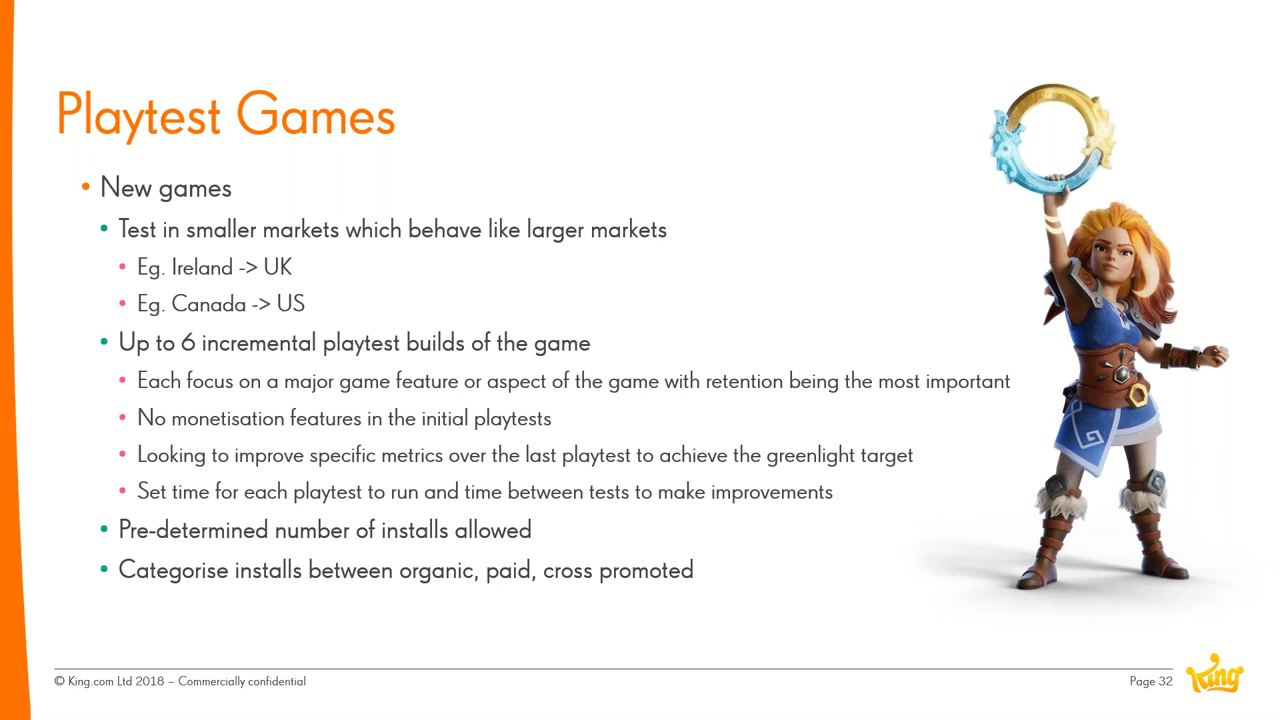 Playtest Games
• New games
• Test in smaller markets which behave like larger markets
• Eg. Ireland -> UK
• Eg. Canada -> US
• Up to 6 incremental playtest builds of the game
• Each focus on a major game feature or aspect of the game with retention being the most important
• No monetisation features in the initial playtests
• Looking to improve specific metrics over the last playtest to achieve the greenlight target
• Set time for each playtest to run and time between tests to make improvements
• Pre-determined number of installs allowed
• Categorise installs between organic, paid, cross promoted
© King.com Ltd 2018 – Commercially confidential
Page 32
King